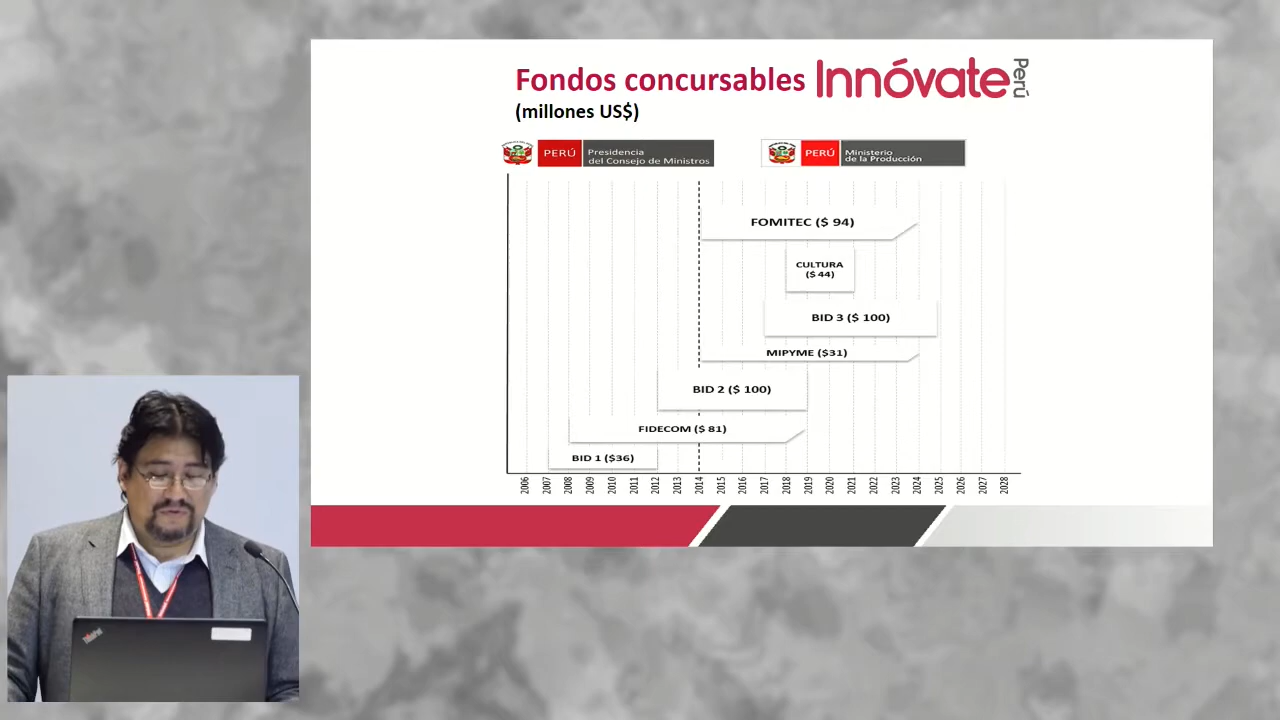 Fondos concursables Innóvate Perú
(millones US$)
PERÚ Presidencia del Consejo de Ministros
PERÚ Ministerio de la Producción
FOMITEC ($ 94)
CULTURA
($ 44)
BID 3 ($ 100)
MIPYME ($31)
BID 2 ($ 100)
FIDECOM ($ 81)
BID 1 ($36)
2006 2007 2008 2009 2010 2011 2012 2013 2014 2015 2016 2017 2018 2019 2020 2021 2022 2023 2024 2025 2026 2027 2028
ThinkPad